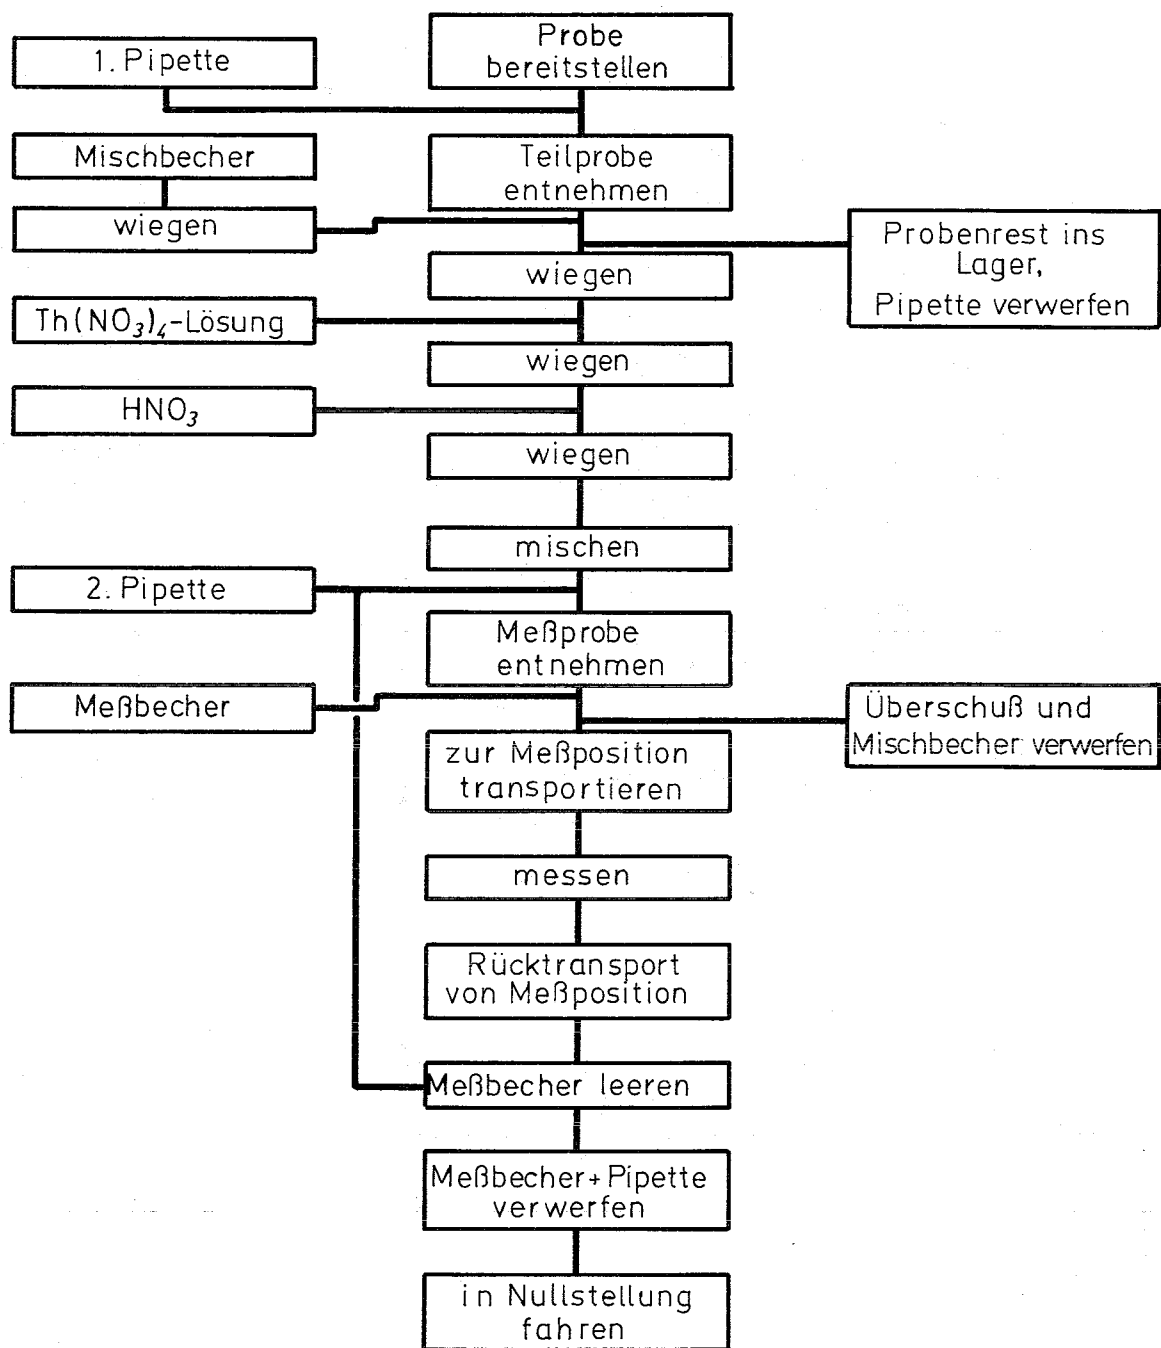 1. Pipette
Probe
bereitstellen
Mischbecher
Teilprobe
entnehmen
wiegen
Probenrest ins
Lager,
Pipette verwerfen
wiegen
Th(NO₃)₄-Lösung
wiegen
HNO₃
wiegen
mischen
2. Pipette
Meßprobe
entnehmen
Meßbecher
Überschuß und
Mischbecher verwerfen
zur Meßposition
transportieren
messen
Rücktransport
von Meßposition
Meßbecher leeren
Meßbecher+Pipette
verwerfen
in Nullstellung
fahren